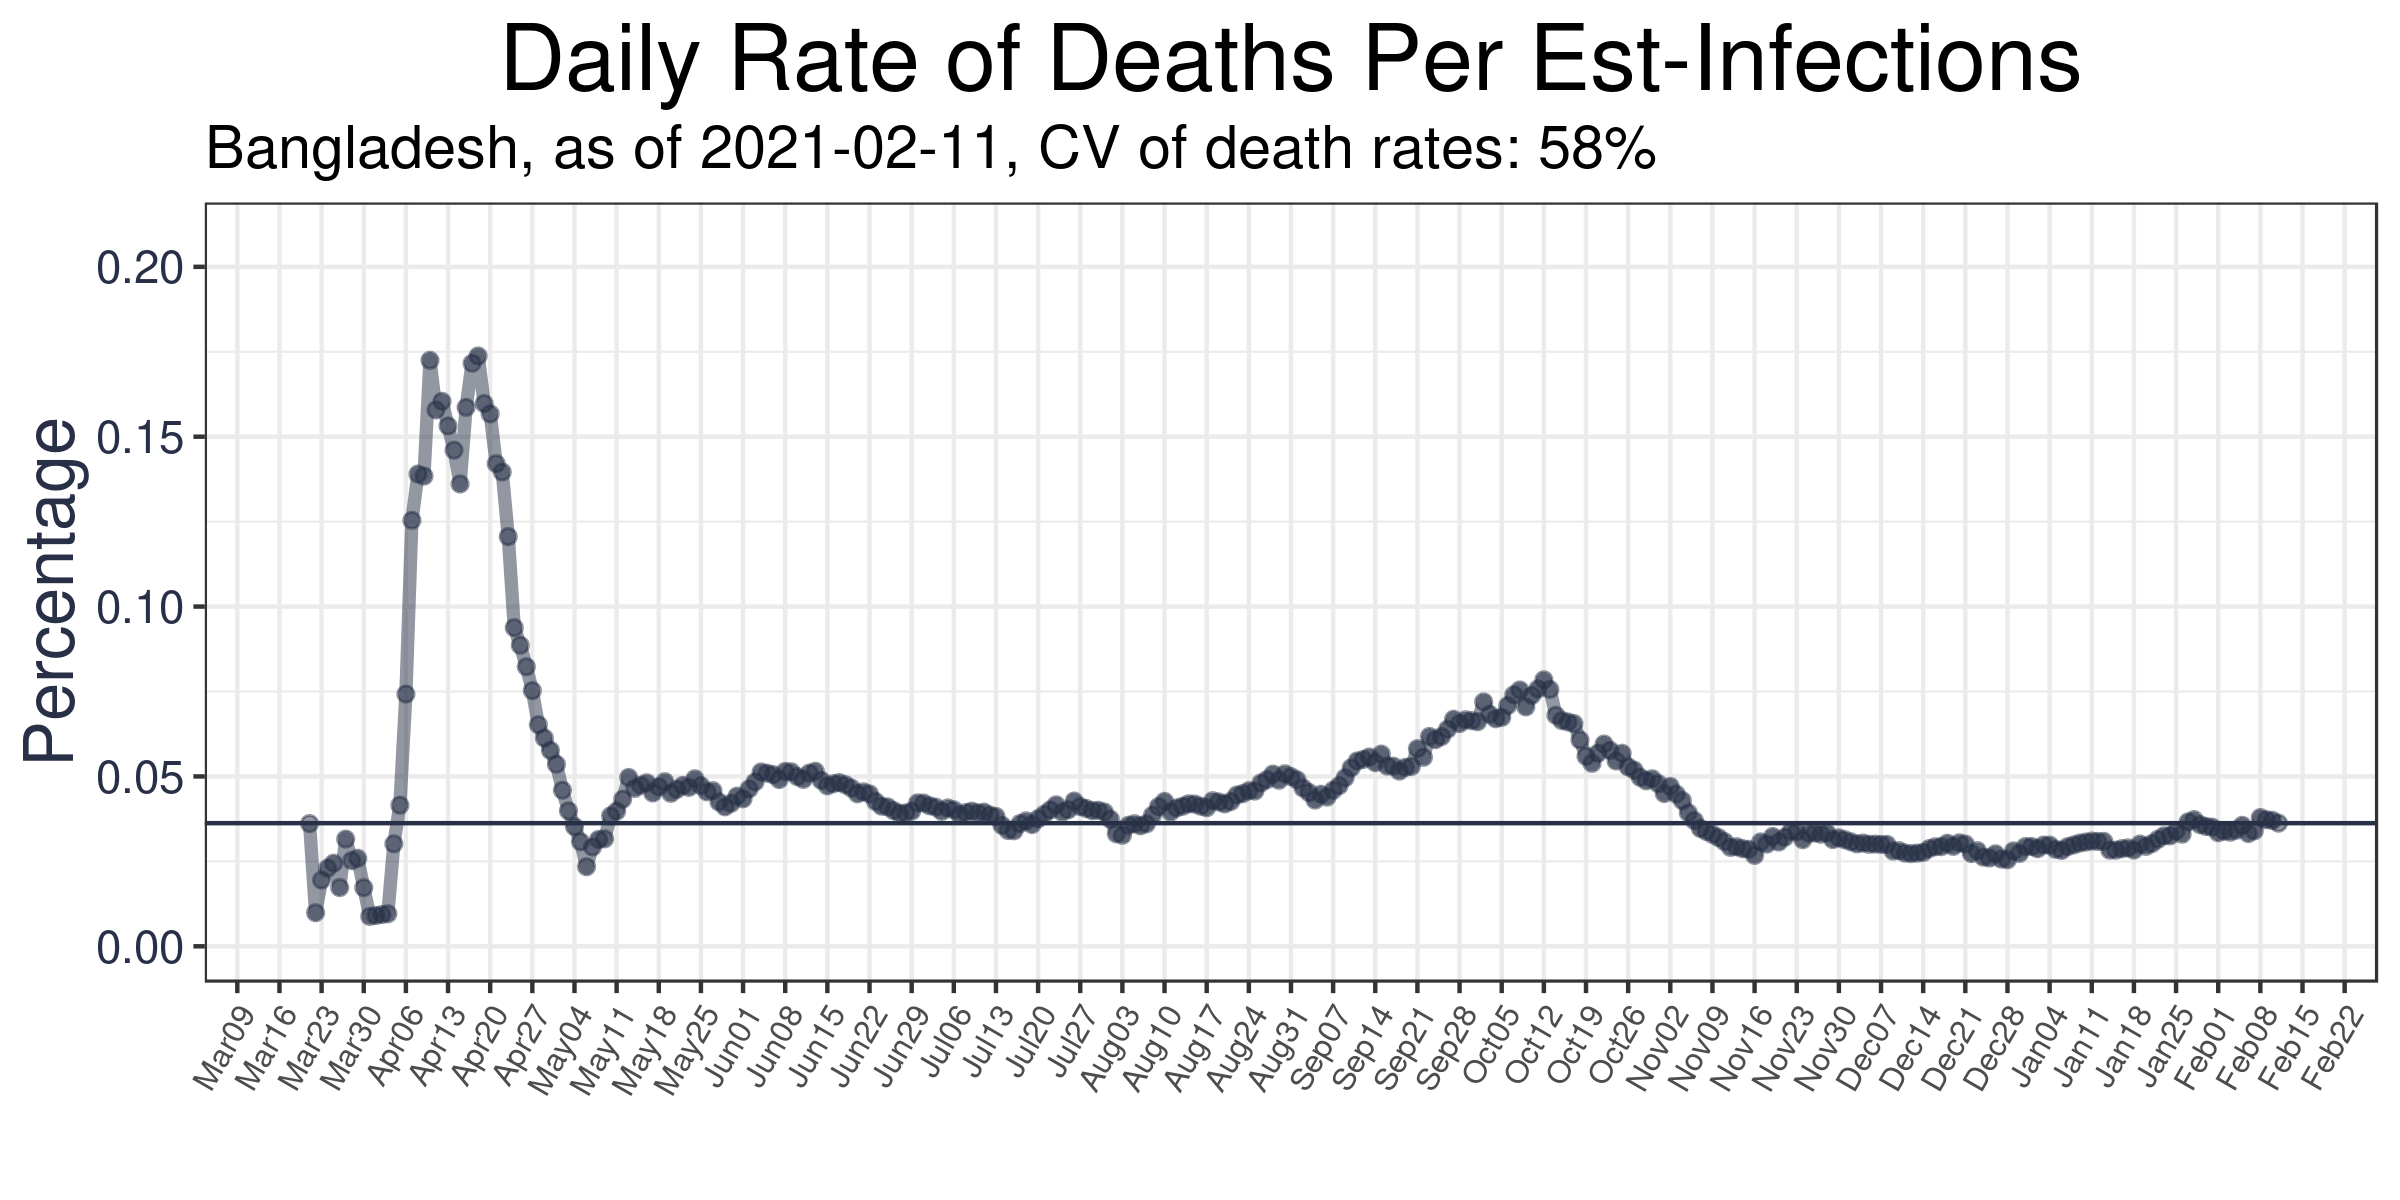 Daily Rate of Deaths Per Est-Infections
Bangladesh, as of 2021-02-11, CV of death rates: 58%
Percentage
0.20
0.15
0.10
0.05
0.00
Mar09
Mar16
Mar23
Mar30
Apr06
Apr13
Apr20
Apr27
May04
May11
May18
May25
Jun01
Jun08
Jun15
Jun22
Jun29
Jul06
Jul13
Jul20
Jul27
Aug03
Aug10
Aug17
Aug24
Aug31
Sep07
Sep14
Sep21
Sep28
Oct05
Oct12
Oct19
Oct26
Nov02
Nov09
Nov16
Nov23
Nov30
Dec07
Dec14
Dec21
Dec28
Jan04
Jan11
Jan18
Jan25
Feb01
Feb08
Feb15
Feb22